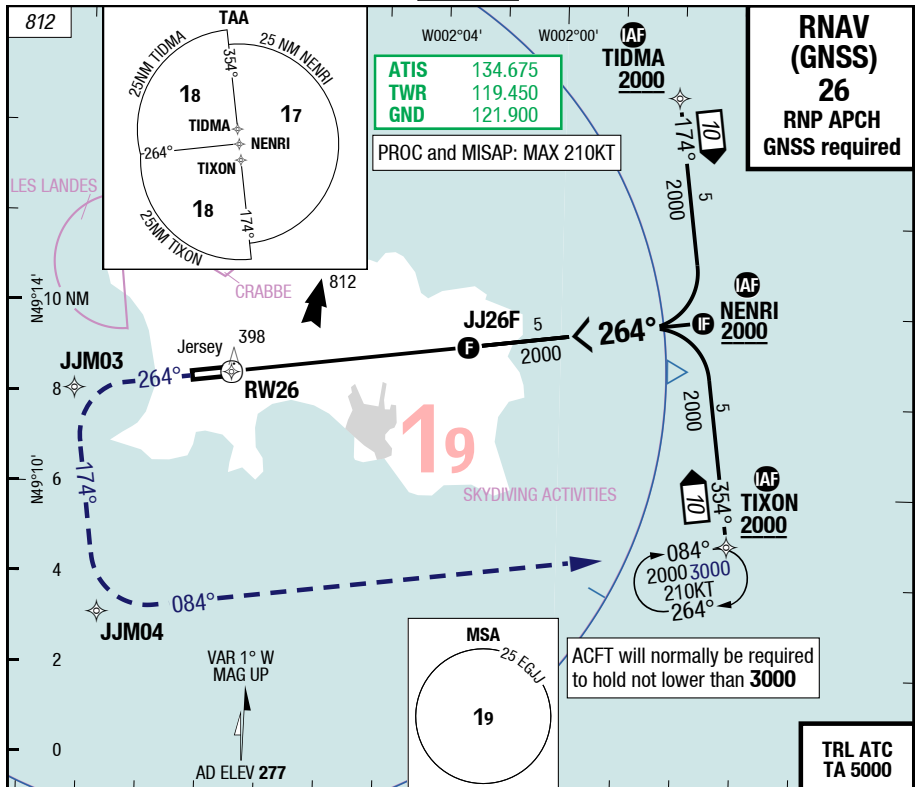 812
TAA
25NM TIDMA
25 NM NENRI
354°
18
17
TIDMA
NENRI
264°
TIXON
18
174°
25NM TIXON
W002°04'
W002°00'
ATIS 134.675
TWR 119.450
GND 121.900
PROC and MISAP: MAX 210KT
IAF
TIDMA
2000
174°
10
5
2000
RNAV
(GNSS)
26
RNP APCH
GNSS required
LES LANDES
CRABBE
812
N49°14'
10 NM
JJ26F
F
5
2000
264°
IF
IAF
NENRI
2000
Jersey
398
RW26
JJM03
264°
8
19
5
2000
N49°10'
6
174°
SKYDIVING ACTIVITIES
10
354°
IAF
TIXON
2000
084°
2000 3000
210KT
264°
4
084°
JJM04
2
VAR 1° W
MAG UP
MSA
25 EGJJ
19
ACFT will normally be required
to hold not lower than 3000
0
AD ELEV 277
TRL ATC
TA 5000